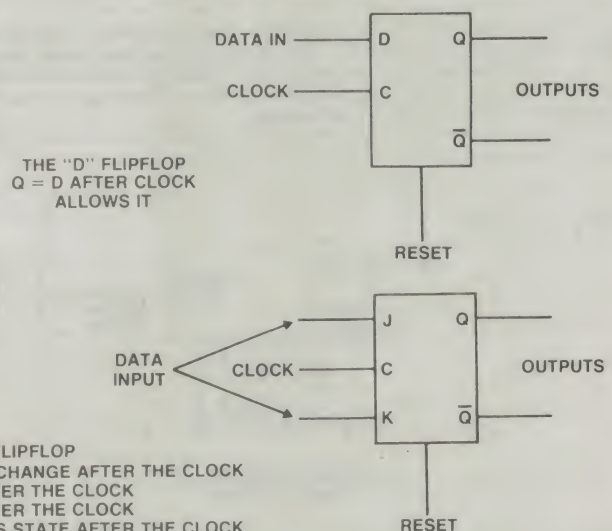 DATA IN
D
Q
CLOCK
C
OUTPUTS
Q̅
THE "D" FLIPFLOP
Q = D AFTER CLOCK
ALLOWS IT
RESET
J
Q
DATA
INPUT
CLOCK
C
OUTPUTS
K
Q̅
LIPFLOP
CHANGE AFTER THE CLOCK
ER THE CLOCK
ER THE CLOCK
S STATE AFTER THE CLOCK
RESET